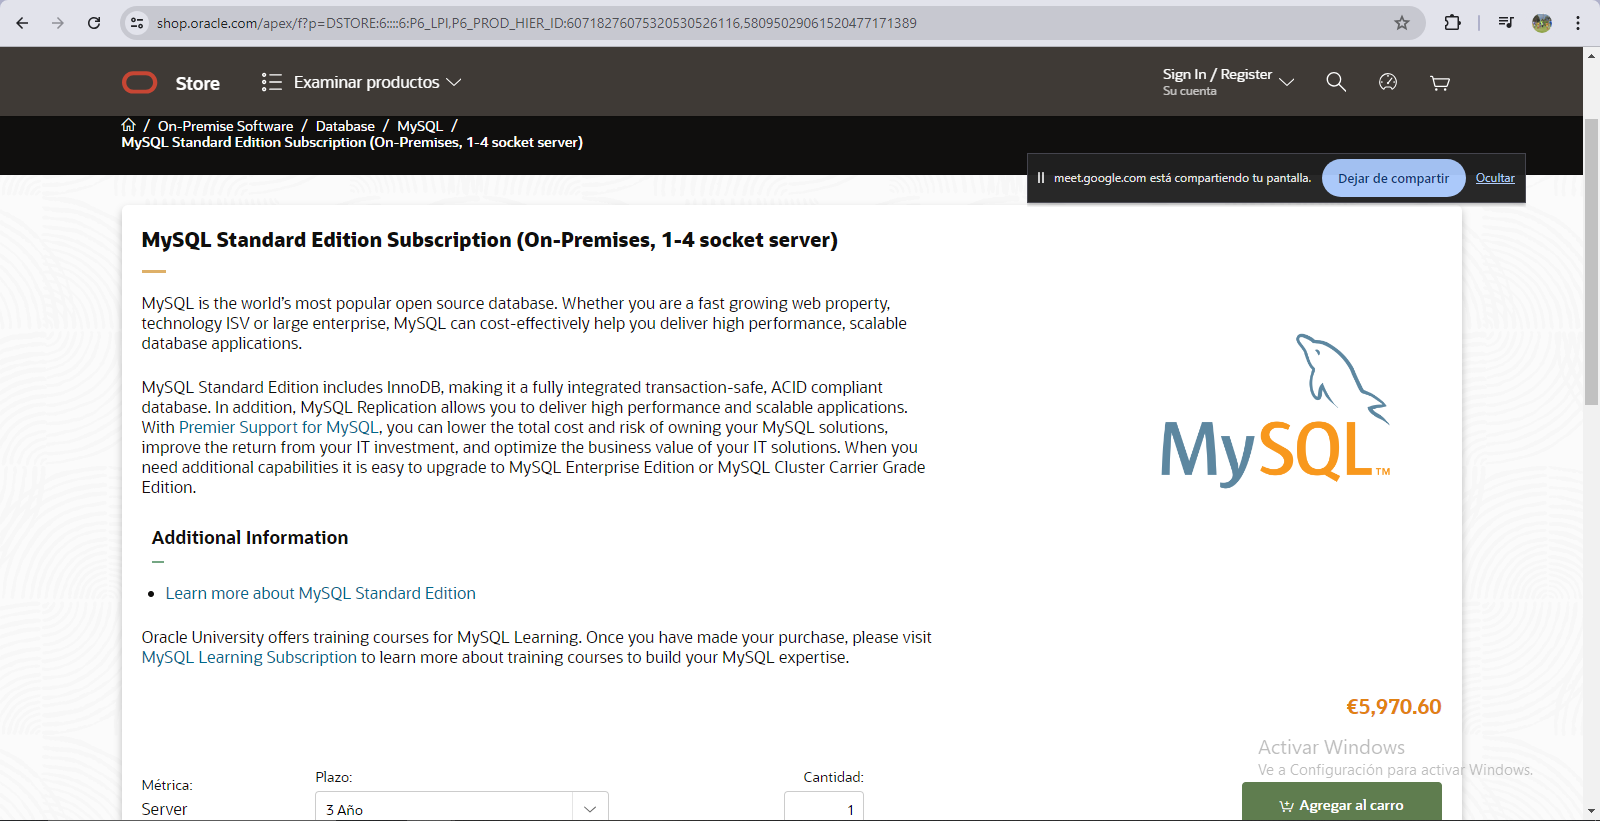 shop.oracle.com/apex/f?p=DSTORE:6::::6:P6_LPI,P6_PROD_HIER_ID:60718276075320530526116,58095029061520477171389
Store
Examinar productos
Sign In / Register
Su cuenta
/ On-Premise Software / Database / MySQL /
MySQL Standard Edition Subscription (On-Premises, 1-4 socket server)
meet.google.com está compartiendo tu pantalla.
Dejar de compartir
Ocultar
MySQL Standard Edition Subscription (On-Premises, 1-4 socket server)
MySQL is the world's most popular open source database. Whether you are a fast growing web property,
technology ISV or large enterprise, MySQL can cost-effectively help you deliver high performance, scalable
database applications.
MySQL Standard Edition includes InnoDB, making it a fully integrated transaction-safe, ACID compliant
database. In addition, MySQL Replication allows you to deliver high performance and scalable applications.
With Premier Support for MySQL, you can lower the total cost and risk of owning your MySQL solutions,
improve the return from your IT investment, and optimize the business value of your IT solutions. When you
need additional capabilities it is easy to upgrade to MySQL Enterprise Edition or MySQL Cluster Carrier Grade
Edition.
MySQL™
Additional Information
• Learn more about MySQL Standard Edition
Oracle University offers training courses for MySQL Learning. Once you have made your purchase, please visit
MySQL Learning Subscription to learn more about training courses to build your MySQL expertise.
€5,970.60
Activar Windows
Ve a Configuración para activar Windows.
Métrica:
Server
Plazo:
3 Año
Cantidad:
1
Agregar al carro